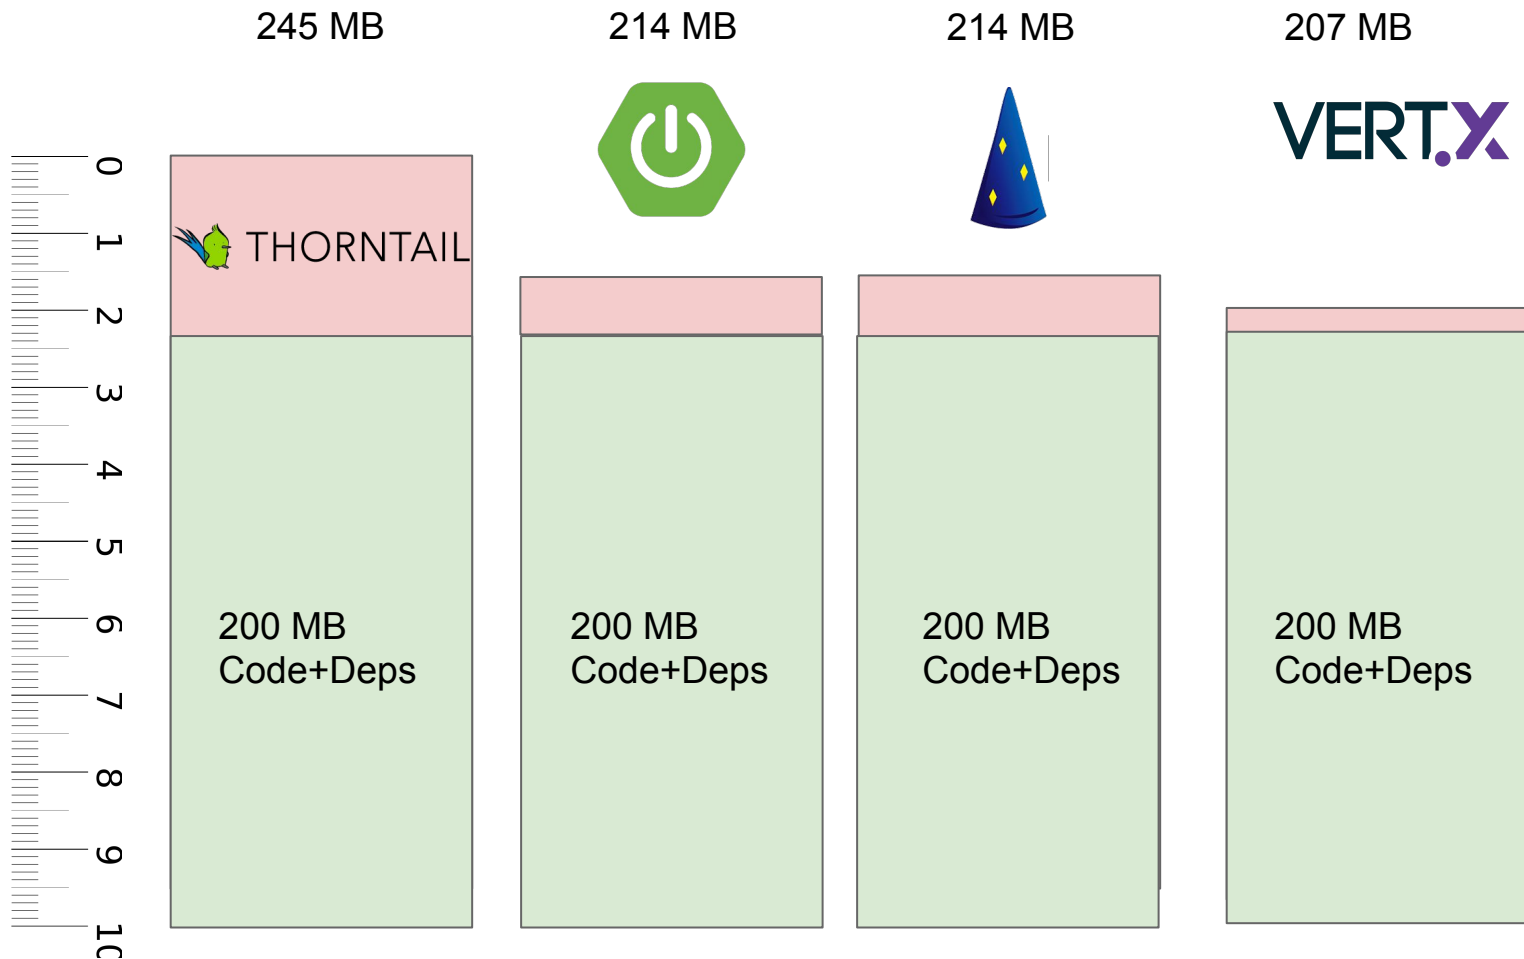 245 MB
214 MB
214 MB
207 MB
VERT.X
THORNTAIL
0
1
2
3
4
5
6
7
8
9
10
200 MB
Code+Deps
200 MB
Code+Deps
200 MB
Code+Deps
200 MB
Code+Deps